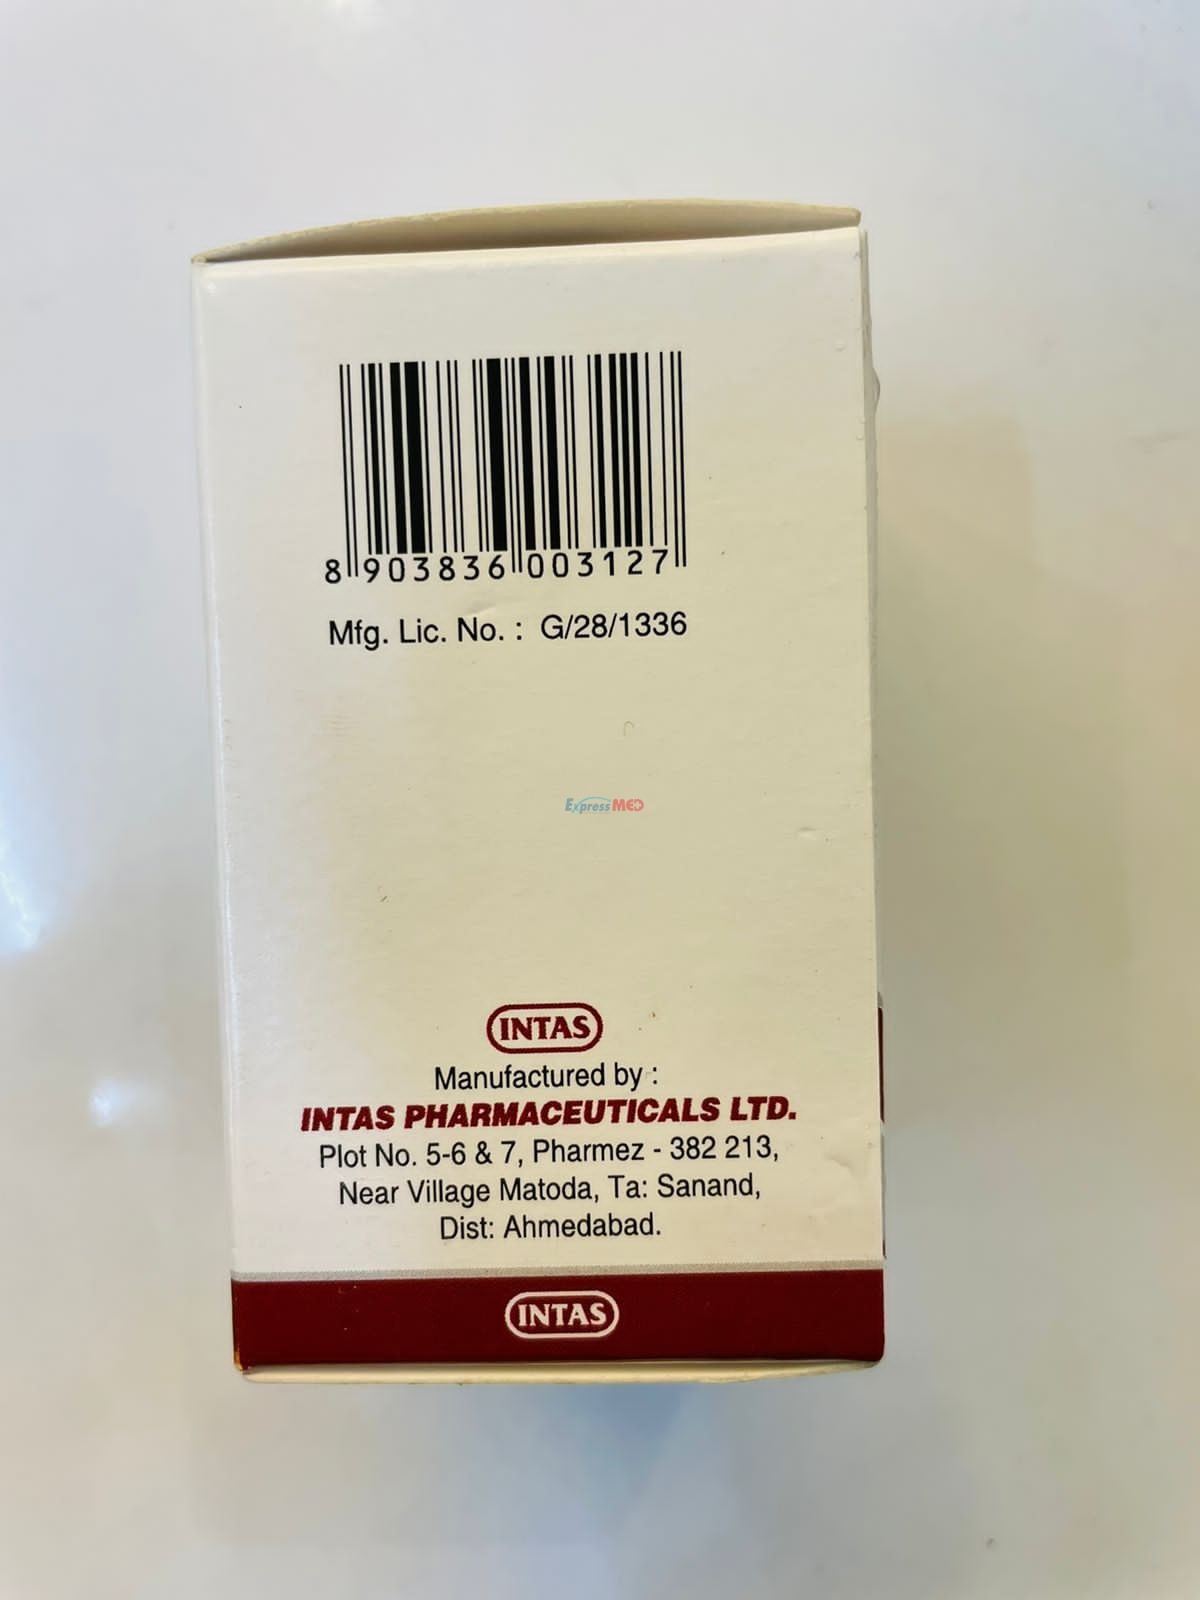 8 903836 003127
Mfg. Lic. No. : G/28/1336
ExpressMED
INTAS
Manufactured by :
INTAS PHARMACEUTICALS LTD.
Plot No. 5-6 & 7, Pharmez - 382 213,
Near Village Matoda, Ta: Sanand,
Dist: Ahmedabad.
INTAS